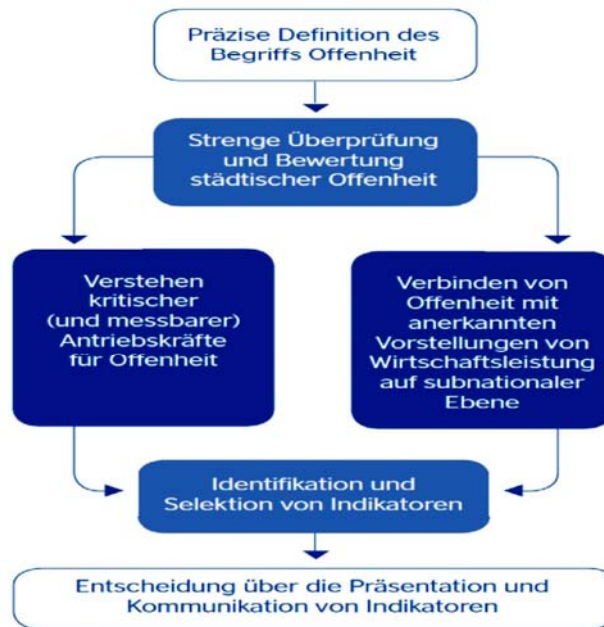 Präzise Definition des
Begriffs Offenheit
Strenge Überprüfung
und Bewertung
städtischer Offenheit
Verstehen
kritischer
(und messbarer)
Antriebskräfte
für Offenheit
Verbinden von
Offenheit mit
anerkannten
Vorstellungen von
Wirtschaftsleistung
auf subnationaler
Ebene
Identifikation und
Selektion von Indikatoren
Entscheidung über die Präsentation und
Kommunikation von Indikatoren